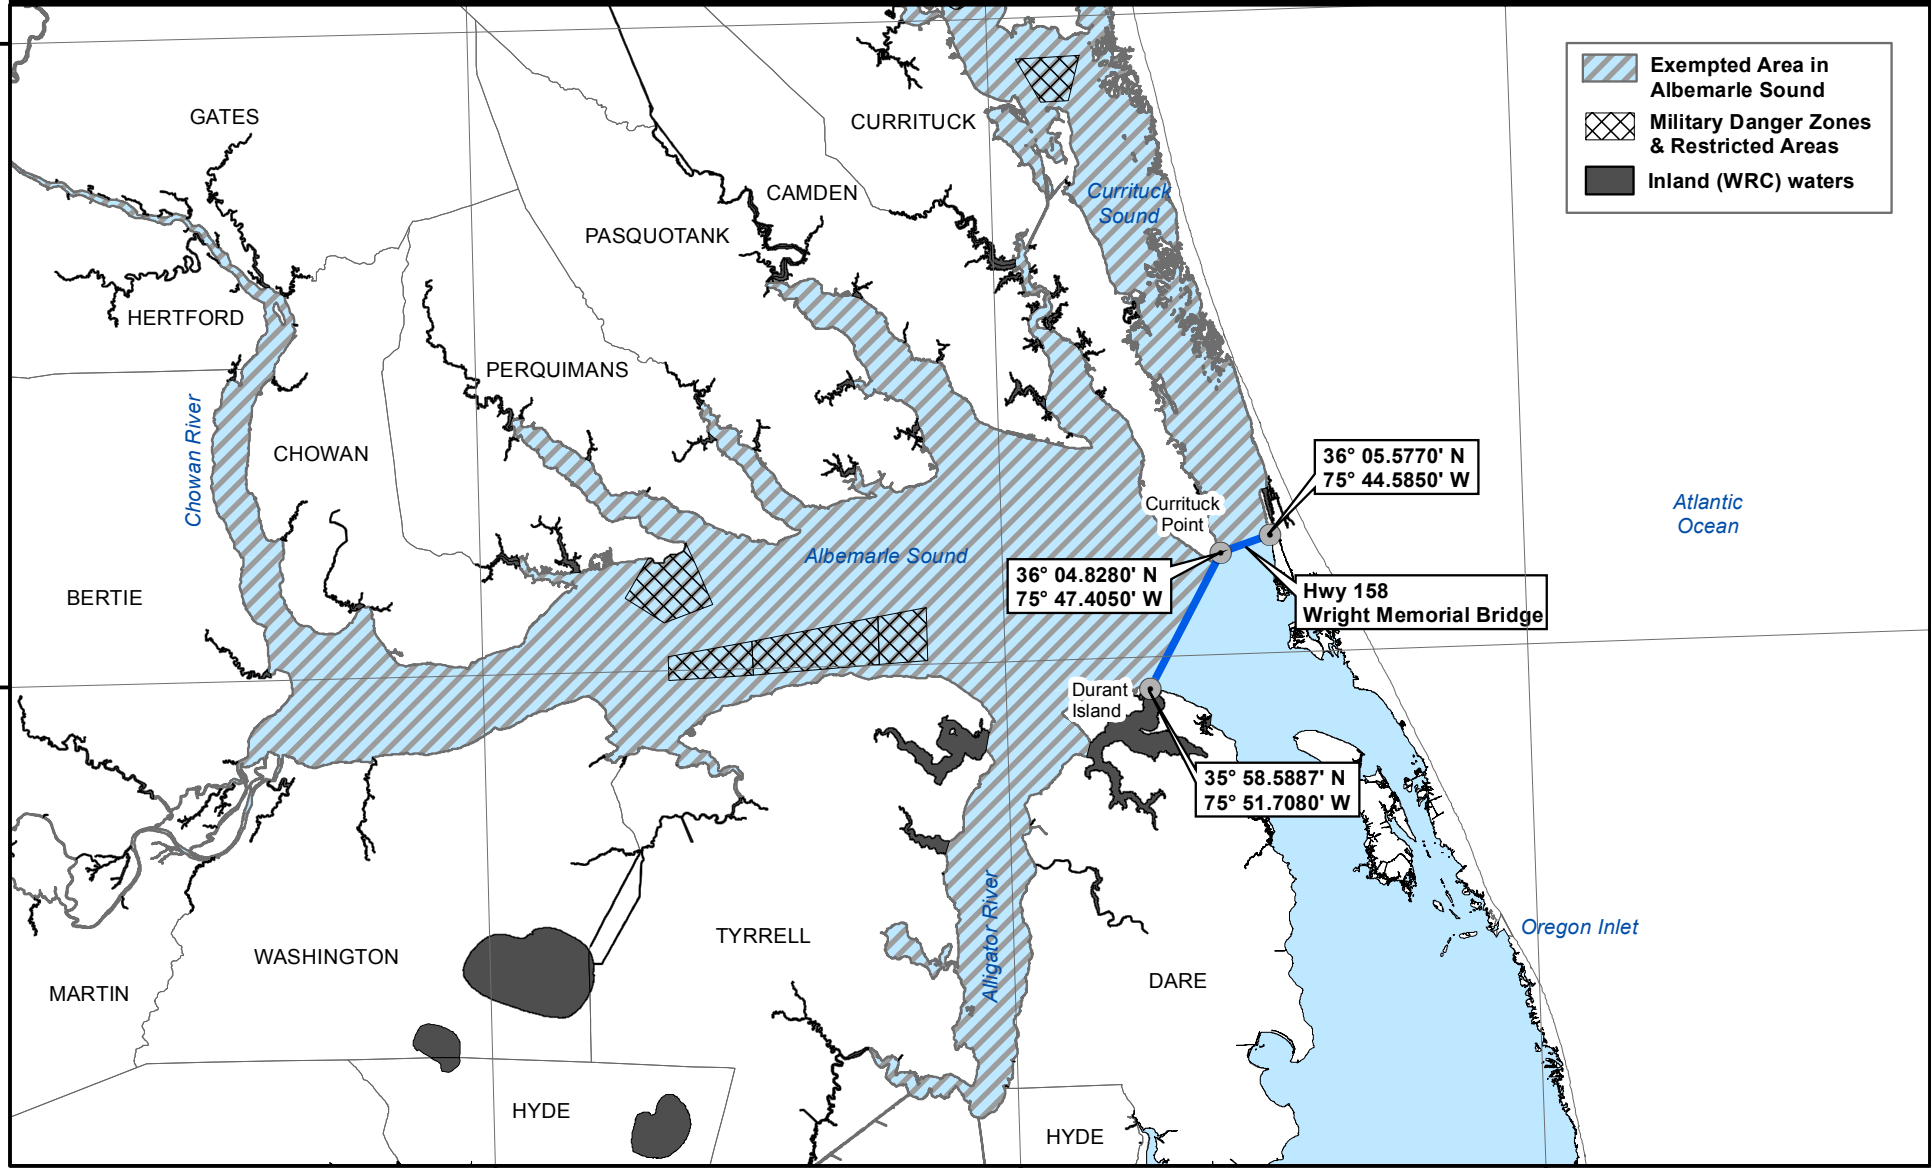 Exempted Area in
Albemarle Sound
Military Danger Zones
& Restricted Areas
Inland (WRC) waters
GATES
CURRITUCK
CAMDEN
Currituck
Sound
PASQUOTANK
HERTFORD
PERQUIMANS
Chowan River
CHOWAN
36° 05.5770' N
75° 44.5850' W
Currituck
Point
Atlantic
Ocean
Albemarle Sound
36° 04.8280' N
75° 47.4050' W
Hwy 158
Wright Memorial Bridge
BERTIE
Durant
Island
35° 58.5887' N
75° 51.7080' W
Alligator River
Oregon Inlet
TYRRELL
WASHINGTON
DARE
MARTIN
HYDE
HYDE